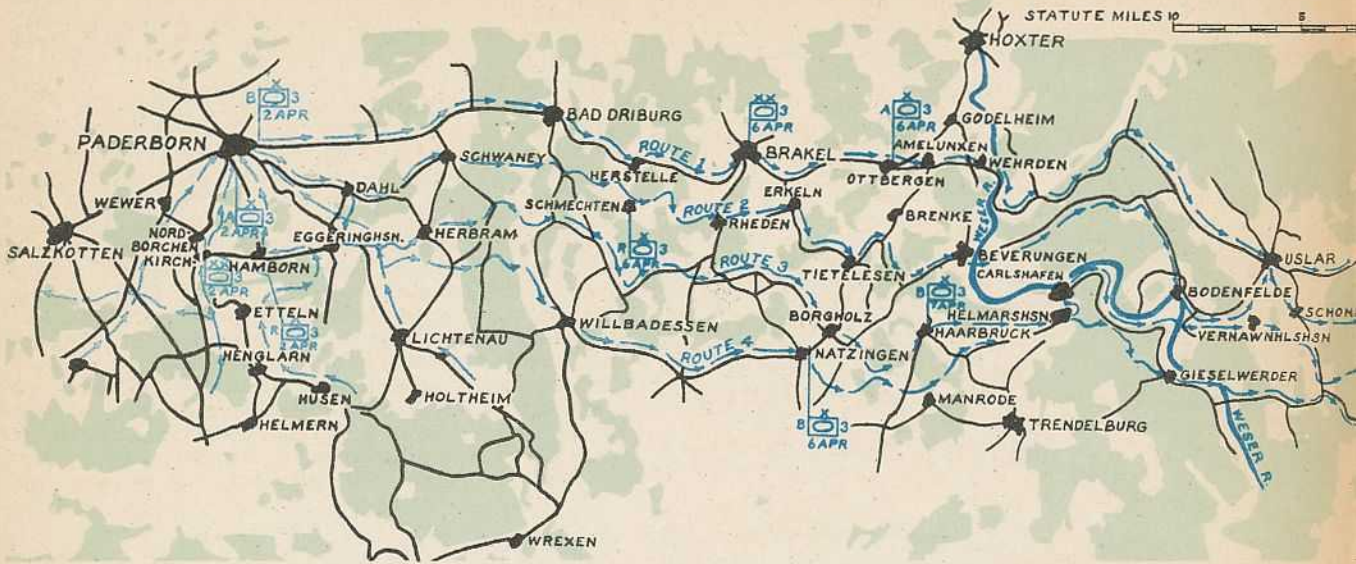 STATUTE MILES 10 5
HOXTER
B 3
2 APR
BAD DRIBURG
3
6 APR
A 3
6 APR
GODELHEIM
PADERBORN
SCHWANEY
ROUTE 1
BRAKEL
AMELUNXEN
WEHRDEN
HERSTELLE
OTTBERGEN
DAHL
ERKELN
WEWER
SCHMECHTEN
ROUTE 2
BRENKE
WESER R.
A 3
2 APR
RHEDEN
NORD-
BORCHEN
KIRCH-
EGGERINGHSN.
HERBRAM
R 3
6 APR
SALZKOTTEN
HAMBORN
ROUTE 3
TIETELESEN
BEVERUNGEN
USLAR
CARLSHAFEN
3
2 APR
B 3
7 APR
BODENFELDE
ETTELN
BORGHOLZ
HELMARSHSN
SCHON
WILLBADESSEN
R 3
2 APR
LICHTENAU
HAARBRUCK
VERNAWNHLSHSN
HENGLARN
ROUTE 4
NATZINGEN
GIESELWERDER
HUSEN
HOLTHEIM
MANRODE
HELMERN
B 3
6 APR
TRENDELBURG
WESER R.
WREXEN